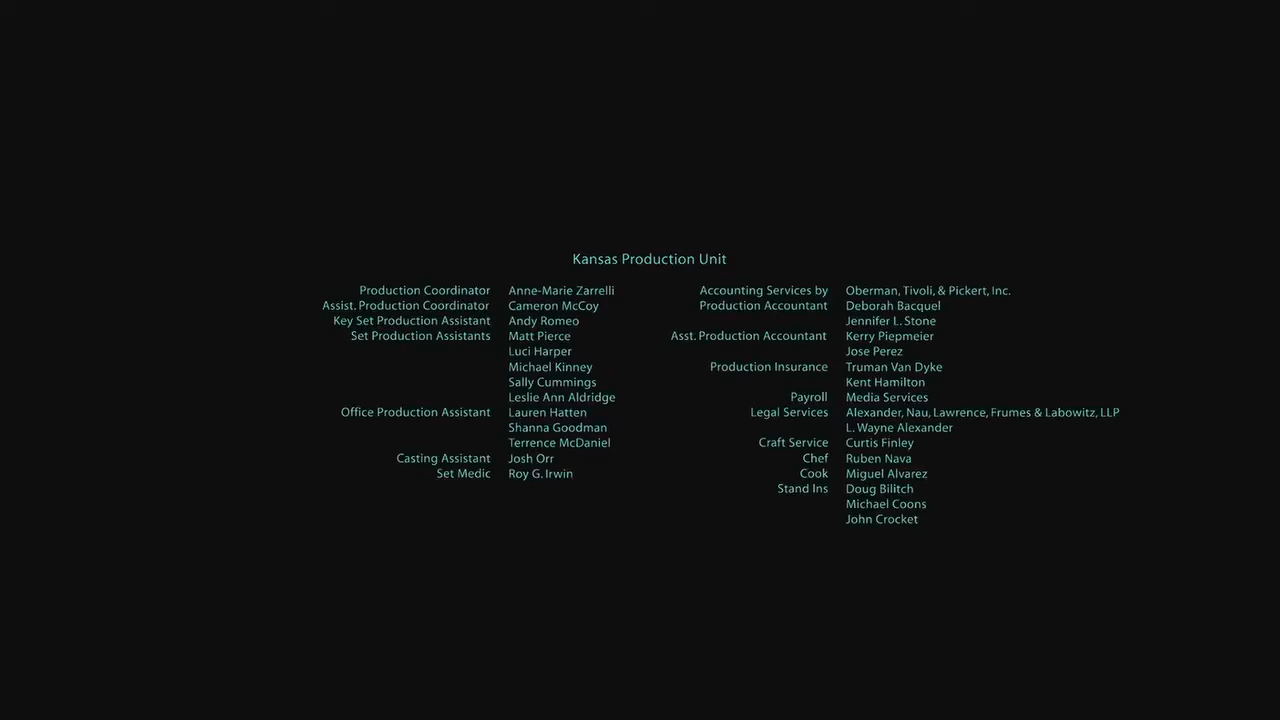 Kansas Production Unit
Production Coordinator Anne-Marie Zarrelli
Assist. Production Coordinator Cameron McCoy
Key Set Production Assistant Andy Romeo
Set Production Assistants Matt Pierce
Luci Harper
Michael Kinney
Sally Cummings
Leslie Ann Aldridge
Office Production Assistant Lauren Hatten
Shanna Goodman
Terrence McDaniel
Casting Assistant Josh Orr
Set Medic Roy G. Irwin
Accounting Services by Oberman, Tivoli, & Pickert, Inc.
Production Accountant Deborah Bacquel
Jennifer L. Stone
Asst. Production Accountant Kerry Piepmeier
Jose Perez
Production Insurance Truman Van Dyke
Kent Hamilton
Payroll Media Services
Legal Services Alexander, Nau, Lawrence, Frumes & Labowitz, LLP
L. Wayne Alexander
Craft Service Curtis Finley
Chef Ruben Nava
Cook Miguel Alvarez
Stand Ins Doug Bilitch
Michael Coons
John Crocket